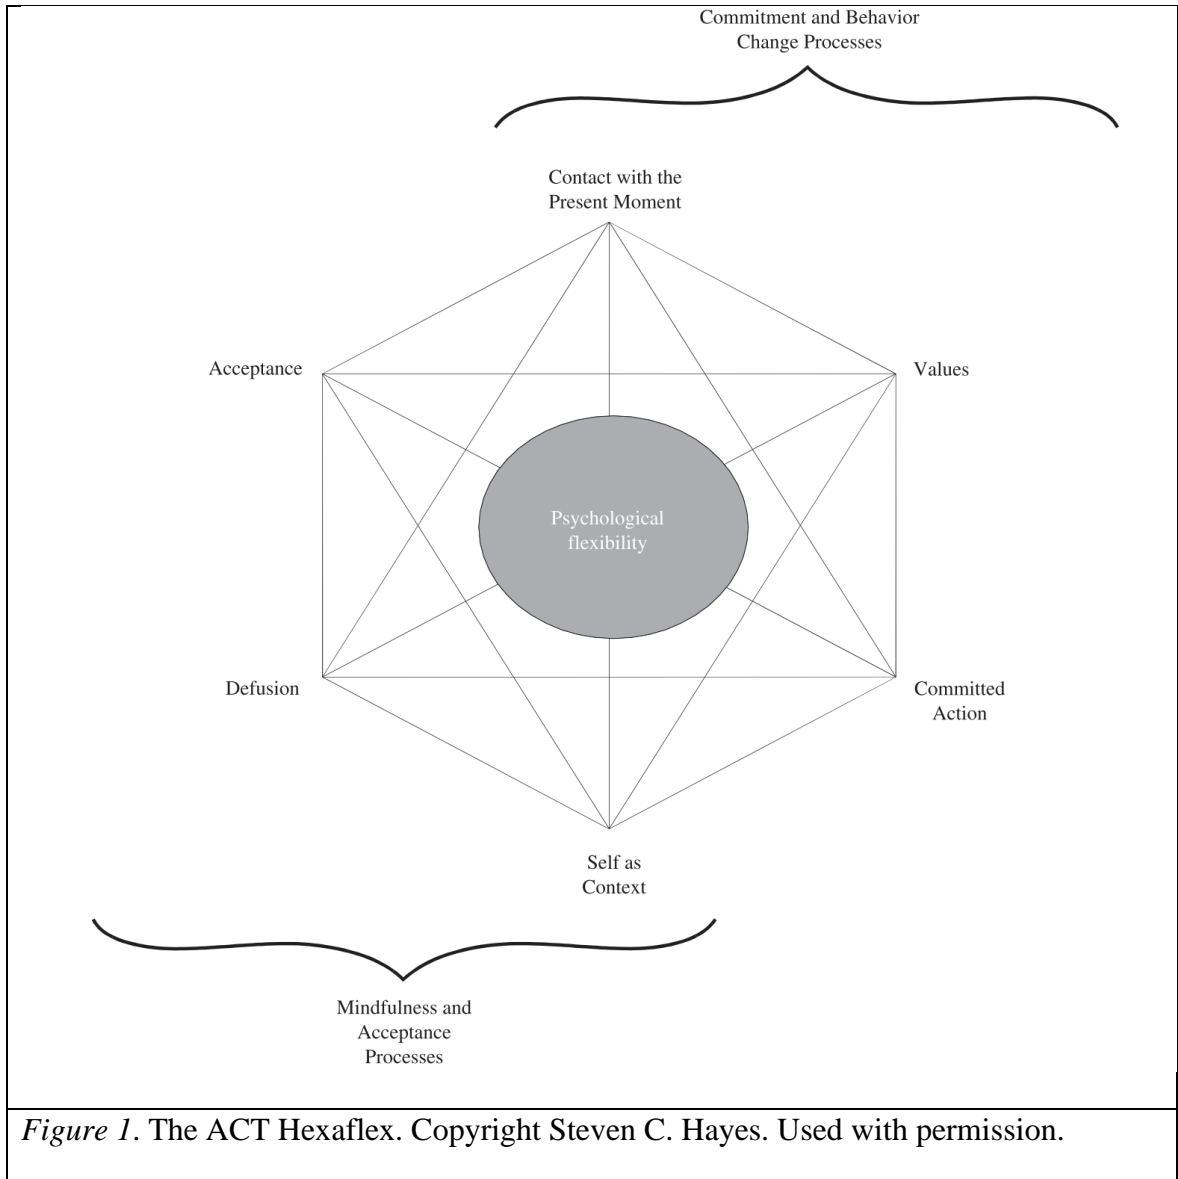 Commitment and Behavior
Change Processes
Contact with the
Present Moment
Acceptance
Values
Psychological
flexibility
Defusion
Committed
Action
Self as
Context
Mindfulness and
Acceptance
Processes
Figure 1. The ACT Hexaflex. Copyright Steven C. Hayes. Used with permission.